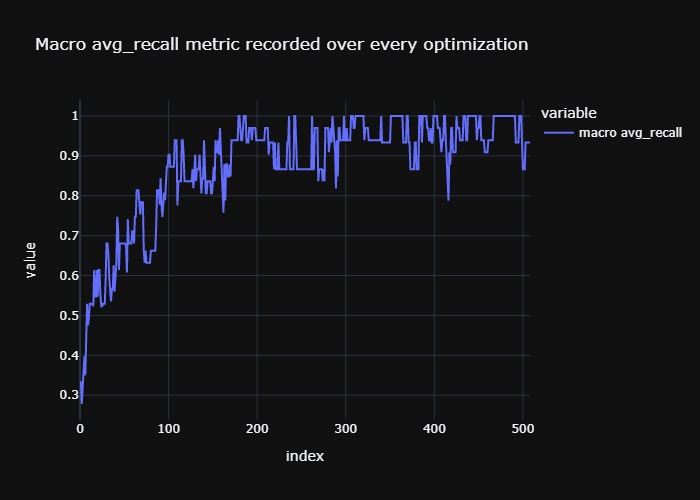 Macro avg_recall metric recorded over every optimization
variable
macro avg_recall
value
1
0.9
0.8
0.7
0.6
0.5
0.4
0.3
0 100 200 300 400 500
index